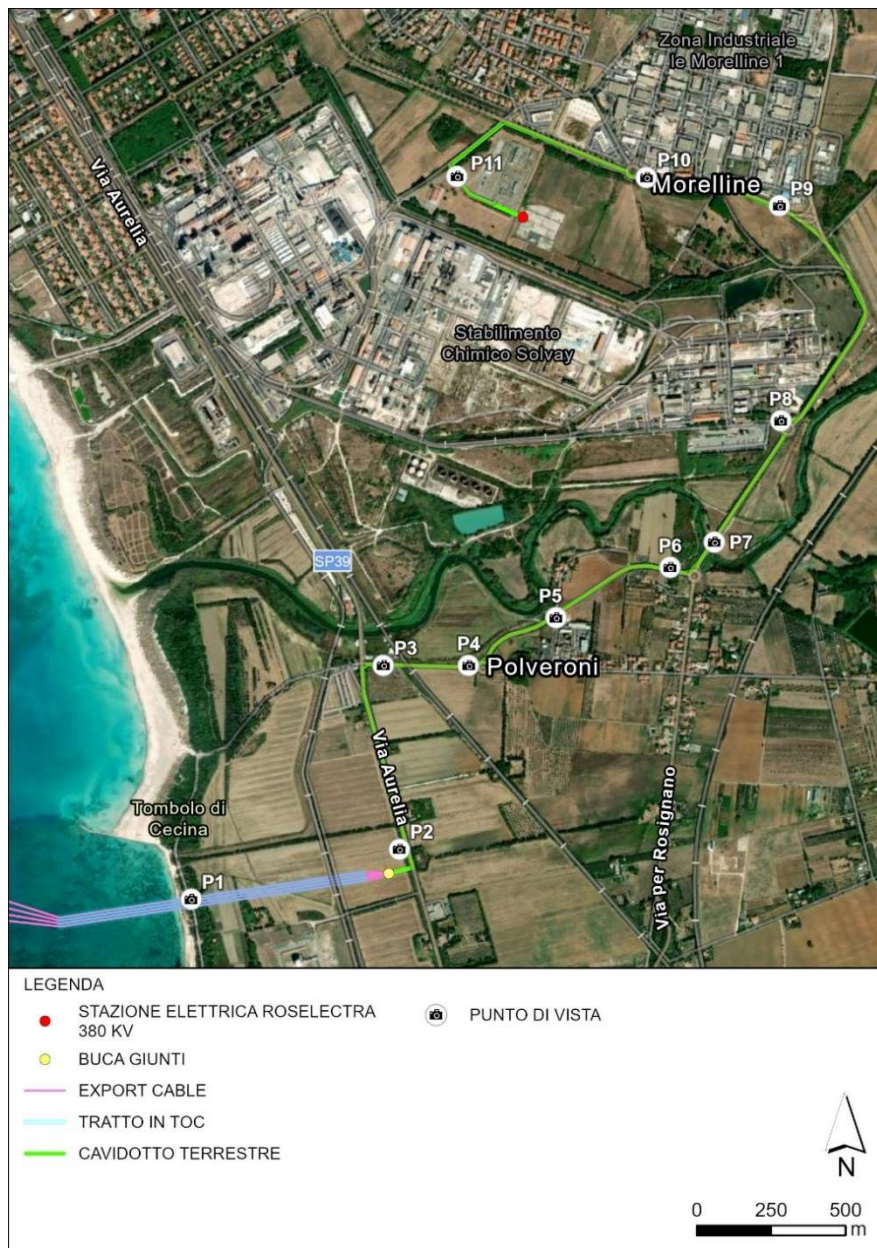 Zona Industriale
le Morelline 1
Via Aurelia
P11
P10
Morelline
P9
Stabilimento
Chimico Solvay
P8
SP39
P7
P6
P5
P3
P4
Polveroni
Via Aurelia
Via per Rosignano
Tombolo di
Cecina
P2
P1
LEGENDA
STAZIONE ELETTRICA ROSELECTRA
380 KV
PUNTO DI VISTA
BUCA GIUNTI
EXPORT CABLE
TRATTO IN TOC
CAVIDOTTO TERRESTRE
N
0 250 500
m